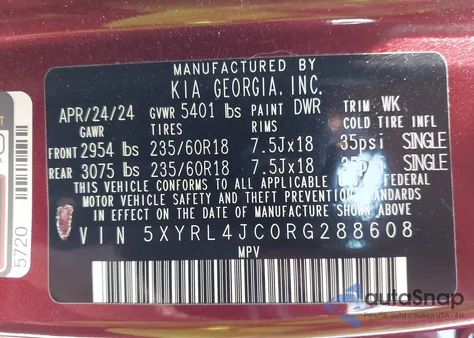 MANUFACTURED BY
KIA GEORGIA, INC.
APR/24/24 GVWR 5401 lbs PAINT DWR TRIM WK
GAWR TIRES RIMS COLD TIRE INFL
FRONT 2954 lbs 235/60R18 7.5Jx18 35psi SINGLE
REAR 3075 lbs 235/60R18 7.5Jx18 35psi SINGLE
THIS VEHICLE CONFORMS TO ALL APPLICABLE
FEDERAL MOTOR VEHICLE SAFETY
AND THEFT PREVENTION STANDARDS
IN EFFECT ON THE DATE OF MANUFACTURE
SHOWN ABOVE.
VIN 5XYRL4JC0RG288608
MPV
5720
autoSnap